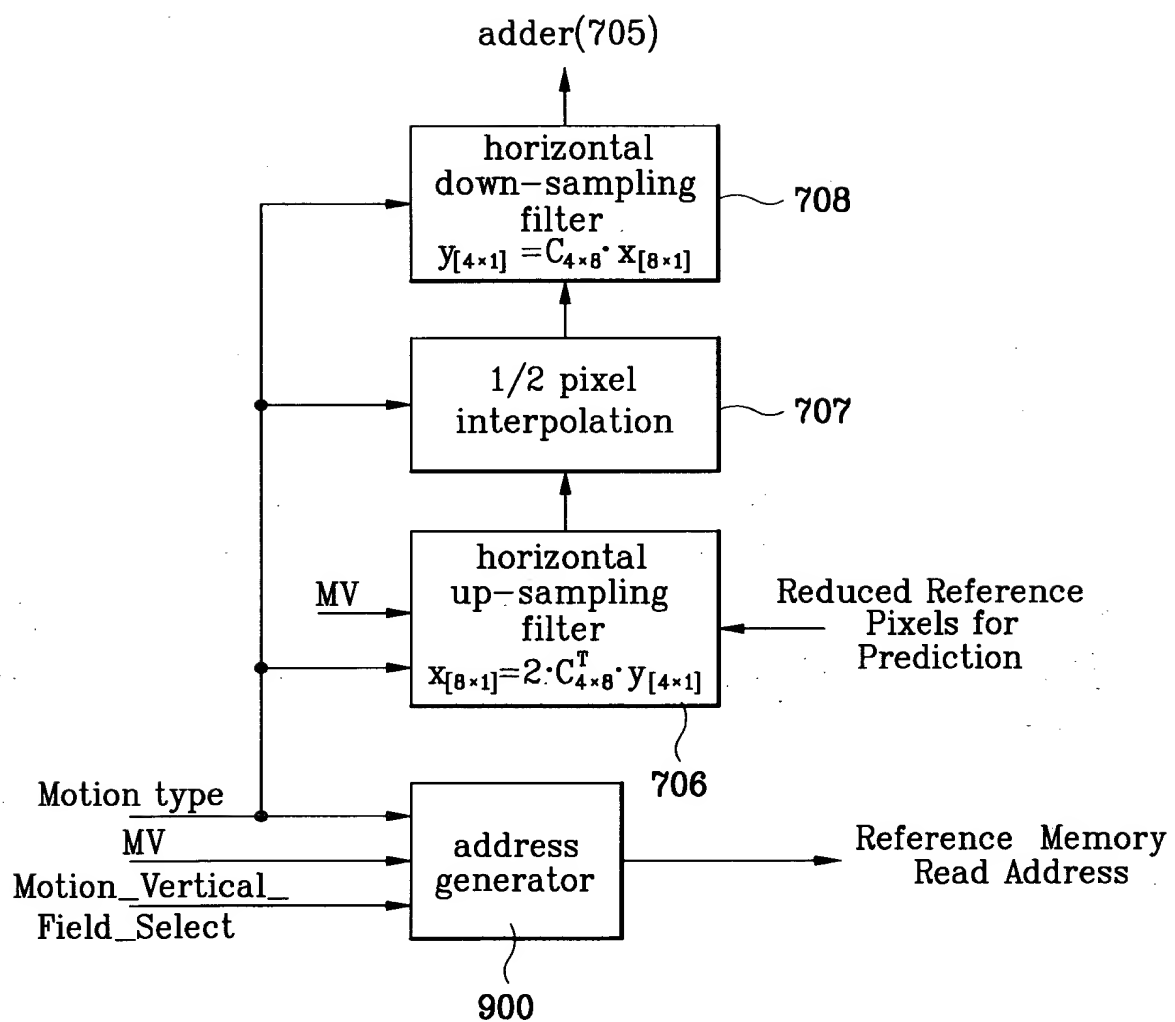 adder(705)
horizontal
down-sampling
filter
y[4×1] =C4×8· x[8×1]
708
1/2 pixel
interpolation
707
horizontal
up-sampling
filter
x[8×1]=2·C^T4×8·y[4×1]
MV
Reduced Reference
Pixels for
Prediction
706
Motion type
MV
Motion_Vertical_
Field_Select
address
generator
Reference Memory
Read Address
900